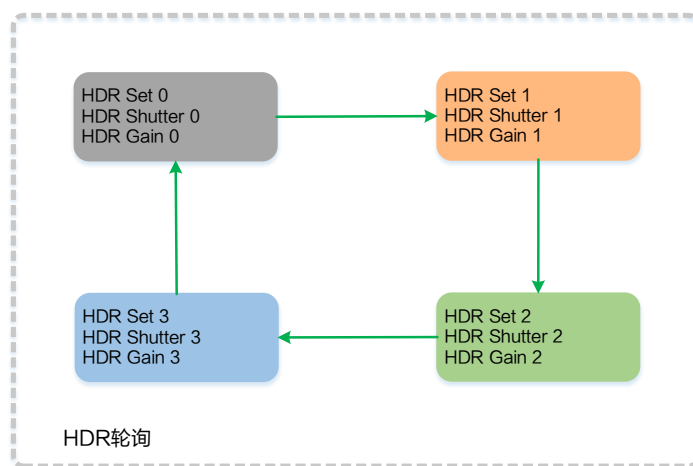 HDR Set 0
HDR Shutter 0
HDR Gain 0
HDR Set 1
HDR Shutter 1
HDR Gain 1
HDR Set 3
HDR Shutter 3
HDR Gain 3
HDR Set 2
HDR Shutter 2
HDR Gain 2
HDR轮询